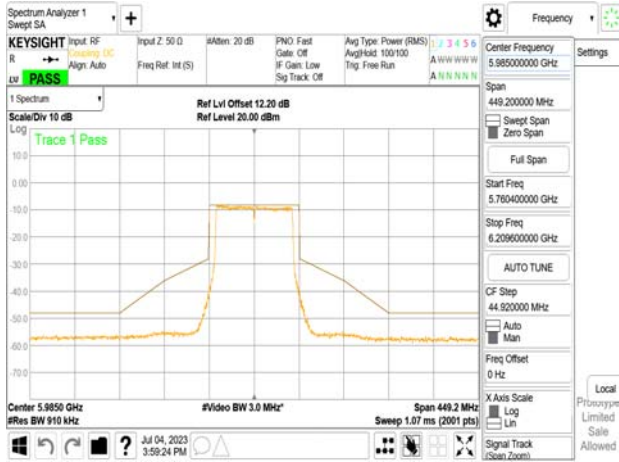 Spectrum Analyzer 1
Swept SA
+
Frequency
KEYSIGHT
R
LV PASS
Input: RF
Coupling: DC
Align: Auto
Input Z: 50 Ω
Freq Ref: Int (S)
#Atten: 20 dB
PNO: Fast
Gate: Off
IF Gain: Low
Sig Track: Off
Avg Type: Power (RMS)
Avg|Hold: 100/100
Trig: Free Run
1 2 3 4 5 6
A W W W W W
A N N N N N
1 Spectrum
Scale/Div 10 dB
Ref Lvl Offset 12.20 dB
Ref Level 20.00 dBm
Log
Trace 1 Pass
10.0
0.00
-10.0
-20.0
-30.0
-40.0
-50.0
-60.0
-70.0
Center 5.9850 GHz
#Res BW 910 kHz
#Video BW 3.0 MHz*
Span 449.2 MHz
Sweep 1.07 ms (2001 pts)
Jul 04, 2023
3:59:24 PM
?
Center Frequency
5.985000000 GHz
Settings
Span
449.200000 MHz
Swept Span
Zero Span
Full Span
Start Freq
5.760400000 GHz
Stop Freq
6.209600000 GHz
AUTO TUNE
CF Step
44.920000 MHz
Auto
Man
Freq Offset
0 Hz
X Axis Scale
Log
Lin
Signal Track
(Span Zoom)
Local
Prototype
Limited
Sale
Allowed